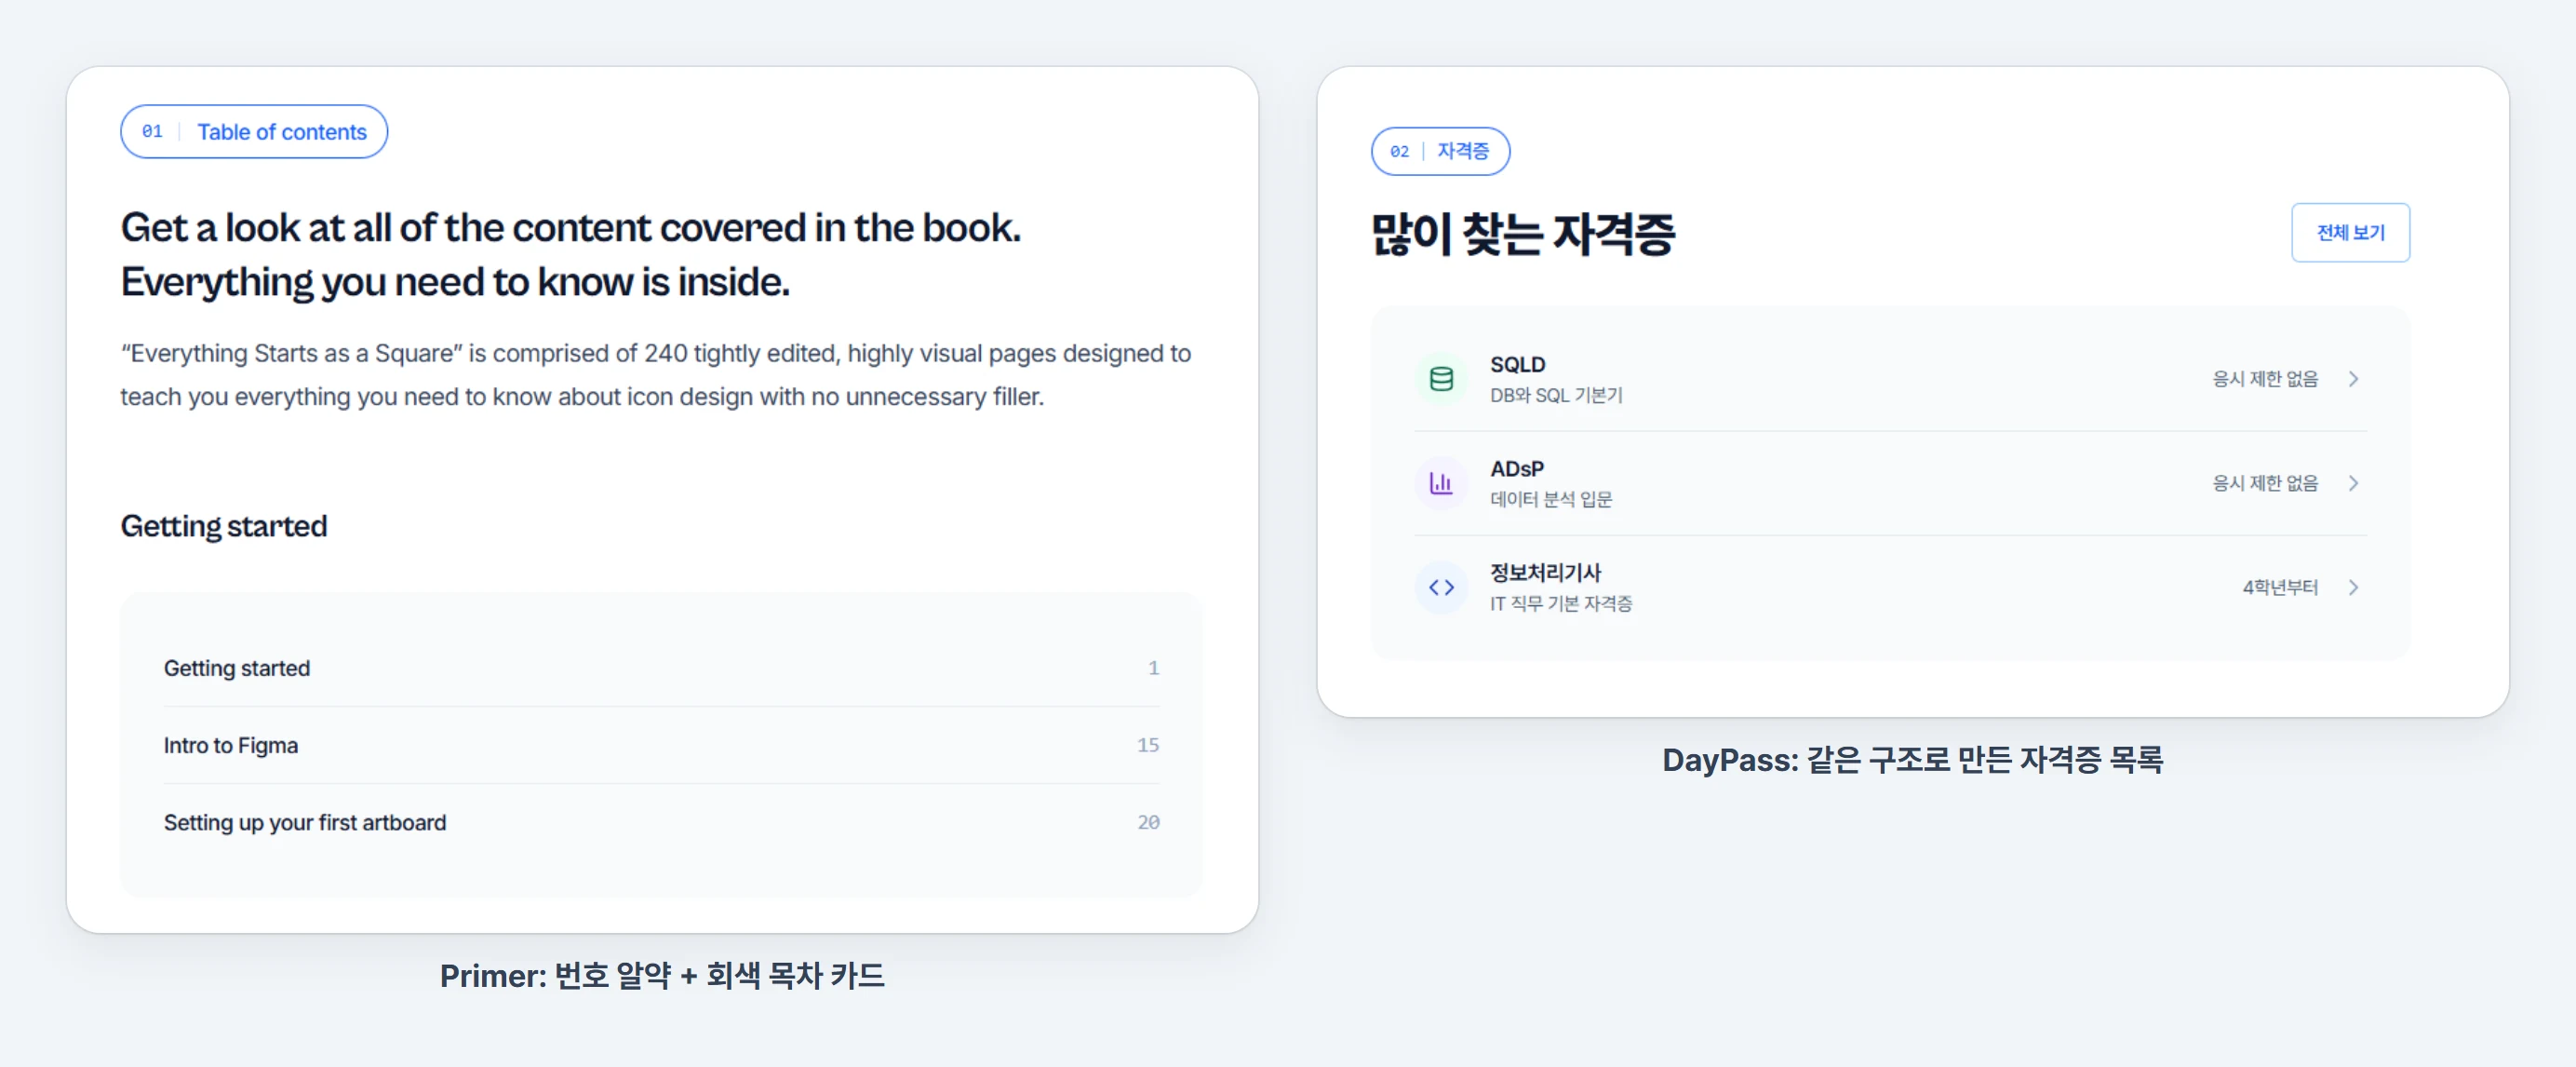 01 | Table of contents
Get a look at all of the content covered in the book.
Everything you need to know is inside.
“Everything Starts as a Square” is comprised of 240 tightly edited, highly visual pages designed to
teach you everything you need to know about icon design with no unnecessary filler.
Getting started
Getting started 1
Intro to Figma 15
Setting up your first artboard 20
Primer: 번호 알약 + 회색 목차 카드
02 | 자격증
많이 찾는 자격증
전체 보기
SQLD
DB와 SQL 기본기
응시 제한 없음
ADsP
데이터 분석 입문
응시 제한 없음
정보처리기사
IT 직무 기본 자격증
4학년부터
DayPass: 같은 구조로 만든 자격증 목록